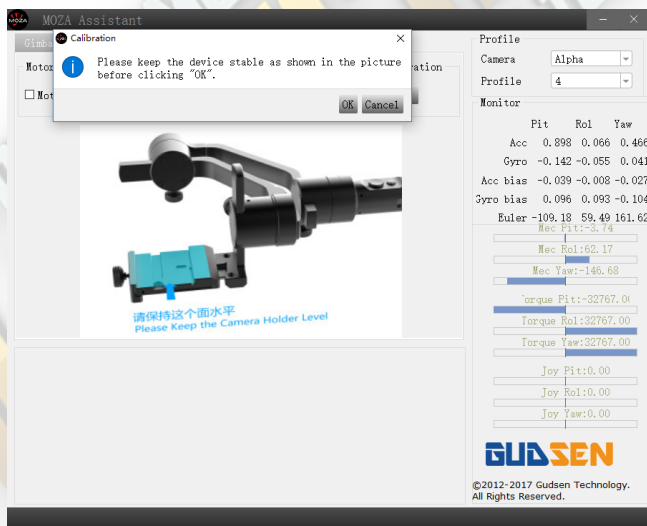 MOZA Assistant
Calibration
Please keep the device stable as shown in the picture
before clicking "OK".
OK Cancel
请保持这个面水平
Please Keep the Camera Holder Level
Profile
Camera Alpha
Profile 4
Monitor
Pit Rol Yaw
Acc 0.898 0.066 0.466
Gyro -0.142 -0.055 0.041
Acc bias -0.039 -0.008 -0.027
Gyro bias 0.096 0.093 -0.104
Euler -109.18 59.49 161.62
Mec Pit:-3.74
Mec Rol:62.17
Mec Yaw:-146.68
Torque Pit:-32767.00
Torque Rol:32767.00
Torque Yaw:32767.00
Joy Pit:0.00
Joy Rol:0.00
Joy Yaw:0.00
GUDSEN
©2012-2017 Gudsen Technology.
All Rights Reserved.